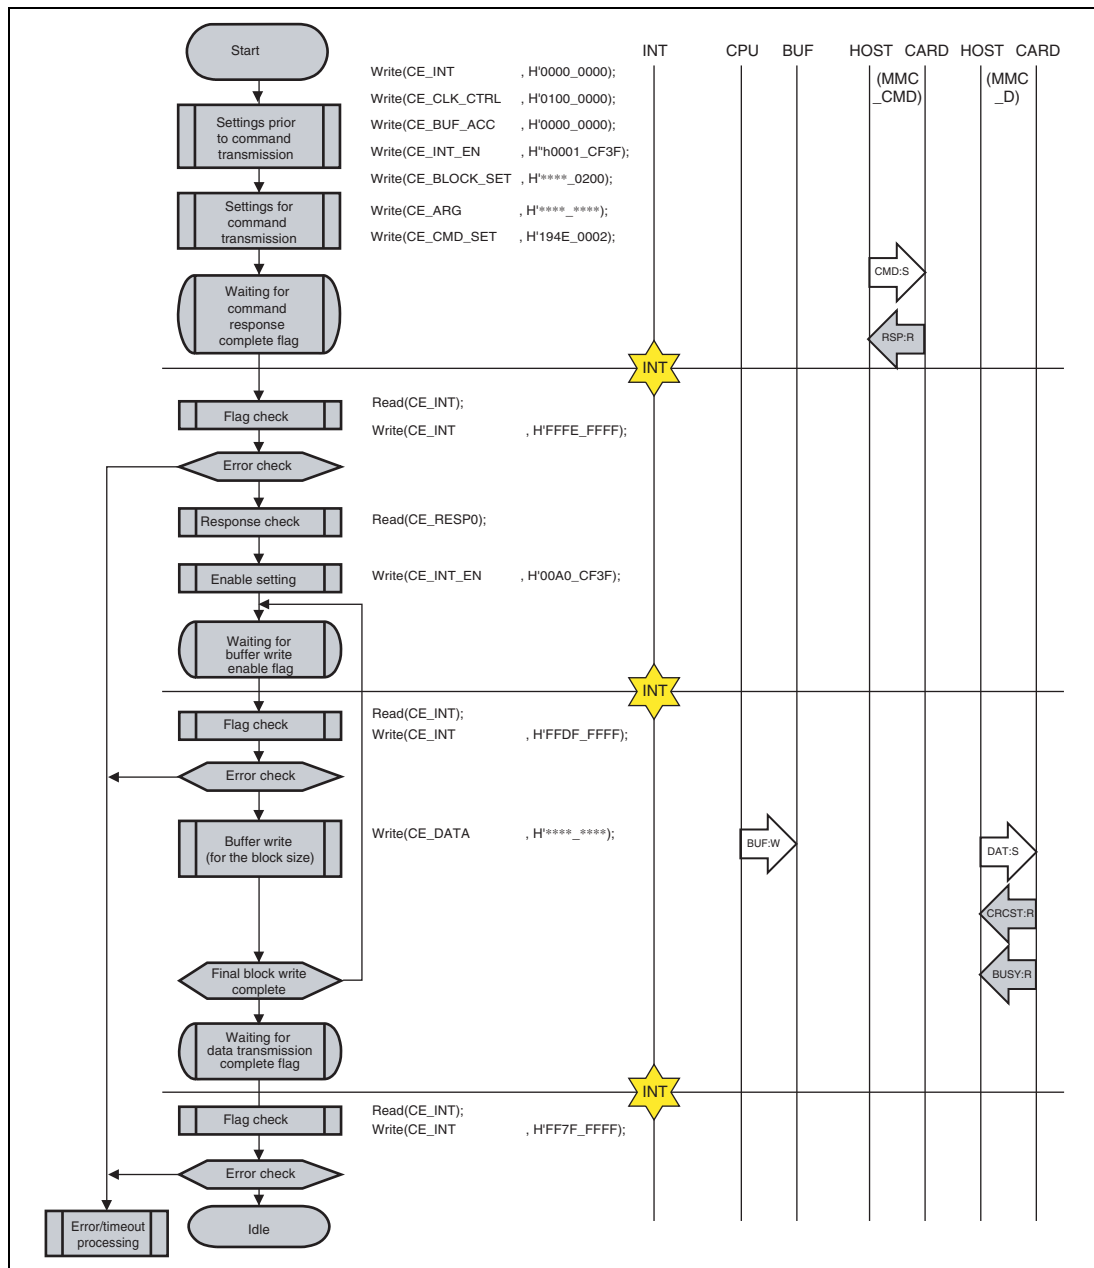 Start
INT
CPU
BUF
HOST
CARD
HOST
CARD
(MMC
_CMD)
(MMC
_D)
Write(CE_INT , H'0000_0000);
Write(CE_CLK_CTRL , H'0100_0000);
Settings prior
to command
transmission
Write(CE_BUF_ACC , H'0000_0000);
Write(CE_INT_EN , H"h0001_CF3F);
Write(CE_BLOCK_SET , H'****_0200);
Settings for
command
transmission
Write(CE_ARG , H'****_****);
Write(CE_CMD_SET , H'194E_0002);
CMD:S
Waiting for
command
response
complete flag
RSP:R
INT
Flag check
Read(CE_INT);
Write(CE_INT , H'FFFE_FFFF);
Error check
Response check
Read(CE_RESP0);
Enable setting
Write(CE_INT_EN , H'00A0_CF3F);
Waiting for
buffer write
enable flag
INT
Flag check
Read(CE_INT);
Write(CE_INT , H'FFDF_FFFF);
Error check
Buffer write
(for the block size)
Write(CE_DATA , H'****_****);
BUF:W
DAT:S
CRCST:R
BUSY:R
Final block write
complete
Waiting for
data transmission
complete flag
INT
Flag check
Read(CE_INT);
Write(CE_INT , H'FF7F_FFFF);
Error check
Error/timeout
processing
Idle